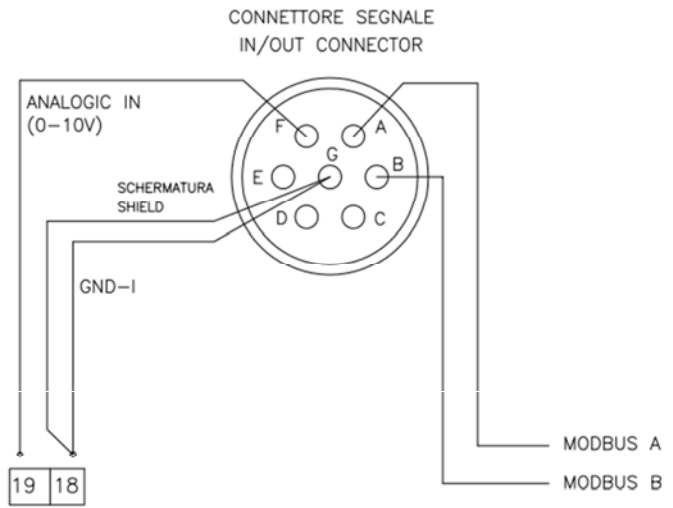 CONNETTORE SEGNALE
IN/OUT CONNECTOR
ANALOGIC IN
(0-10V)
F
A
G
B
E
SCHERMATURA
SHIELD
D
C
GND-I
MODBUS A
19 18
MODBUS B